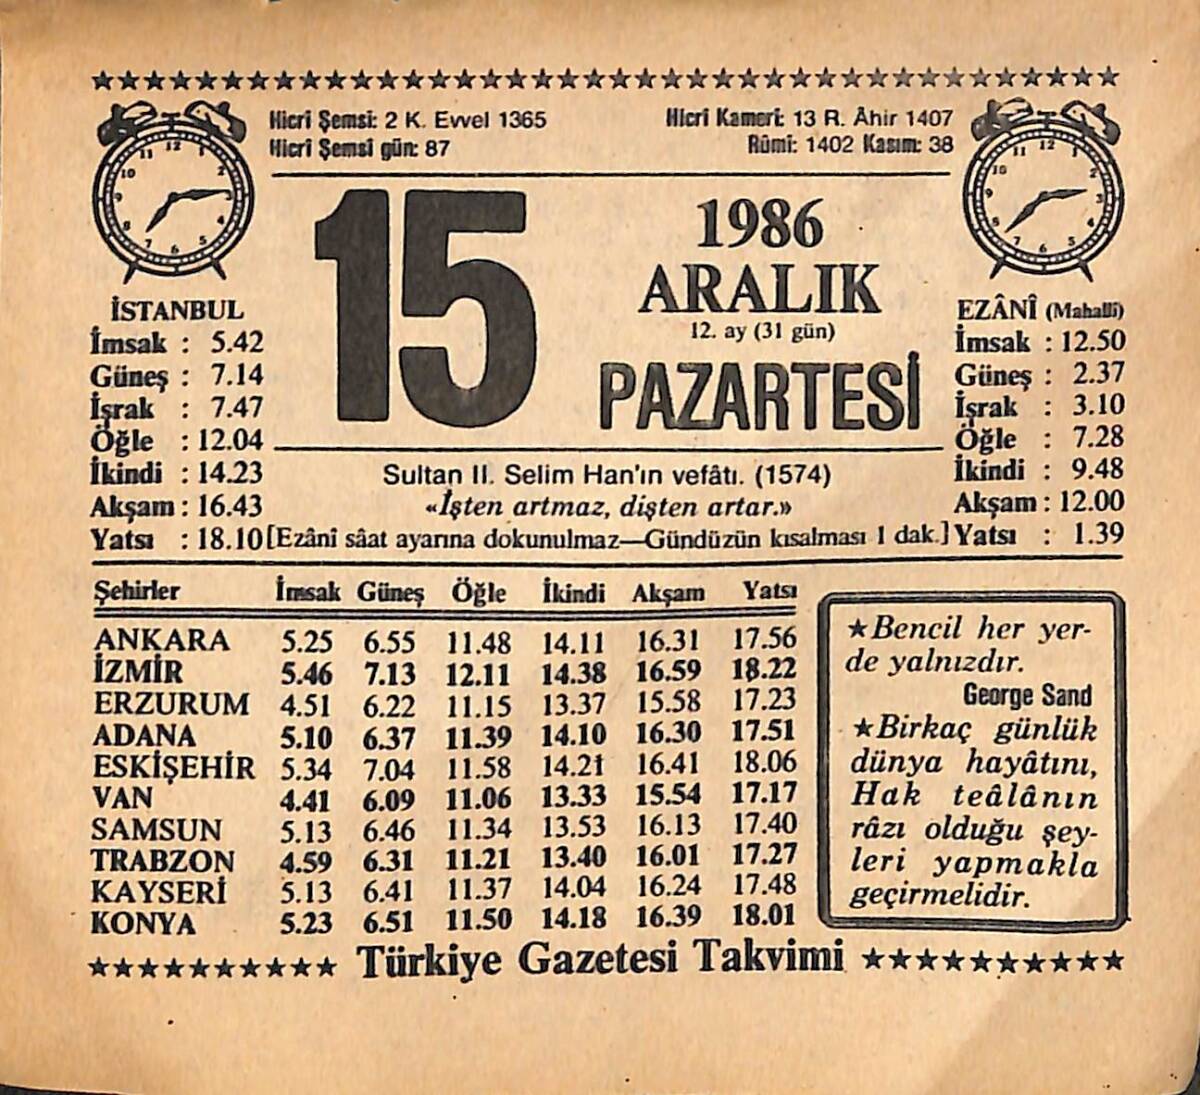 Hicrî Şemsî: 2 K. Evvel 1365
Hicrî Şemsî gün: 87
Hicrî Kamerî: 13 R. Âhir 1407
Rûmi: 1402 Kasım: 38
15
1986
ARALIK
12. ay (31 gün)
PAZARTESİ
İSTANBUL
İmsak : 5.42
Güneş : 7.14
İşrak : 7.47
Öğle : 12.04
İkindi : 14.23
Akşam : 16.43
Yatsı : 18.10
EZÂNÎ (Mahallî)
İmsak : 12.50
Güneş : 2.37
İşrak : 3.10
Öğle : 7.28
İkindi : 9.48
Akşam : 12.00
Yatsı : 1.39
Sultan II. Selim Han'ın vefâtı. (1574)
«İşten artmaz, dişten artar.»
[Ezânî sâat ayarına dokunulmaz—Gündüzün kısalması 1 dak.]
Şehirler İmsak Güneş Öğle İkindi Akşam Yatsı
ANKARA 5.25 6.55 11.48 14.11 16.31 17.56
İZMİR 5.46 7.13 12.11 14.38 16.59 18.22
ERZURUM 4.51 6.22 11.15 13.37 15.58 17.23
ADANA 5.10 6.37 11.39 14.10 16.30 17.51
ESKİŞEHİR 5.34 7.04 11.58 14.21 16.41 18.06
VAN 4.41 6.09 11.06 13.33 15.54 17.17
SAMSUN 5.13 6.46 11.34 13.53 16.13 17.40
TRABZON 4.59 6.31 11.21 13.40 16.01 17.27
KAYSERİ 5.13 6.41 11.37 14.04 16.24 17.48
KONYA 5.23 6.51 11.50 14.18 16.39 18.01
★Bencil her yer-
de yalnızdır.
George Sand
★Birkaç günlük
dünya hayâtını,
Hak teâlânın
râzı olduğu şey-
leri yapmakla
geçirmelidir.
Türkiye Gazetesi Takvimi